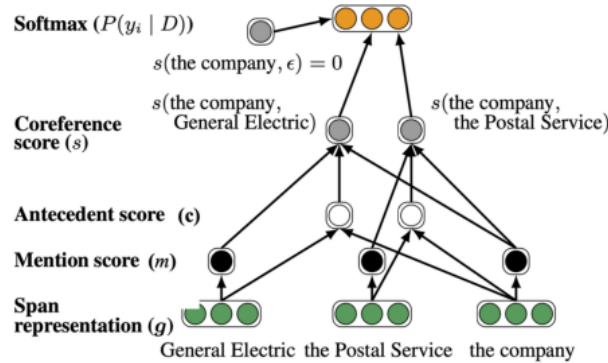 Softmax (P(y_i | D))
s(the company, ϵ) = 0
s(the company,
General Electric)
s(the company,
the Postal Service)
Coreference
score (s)
Antecedent score (c)
Mention score (m)
Span
representation (g)
General Electric the Postal Service the company